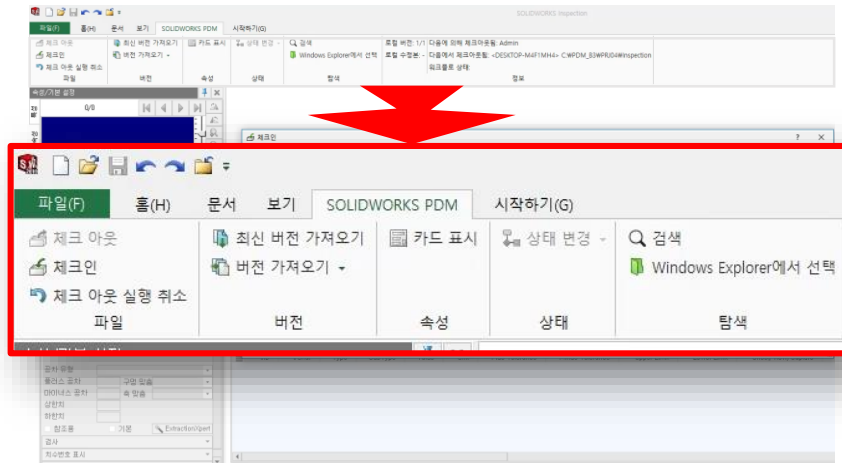 SOLIDWORKS Inspection
파일(F) 홈(H) 문서 보기 SOLIDWORKS PDM 시작하기(G)
체크 아웃 최신 버전 가져오기 카드 표시 상태 변경 검색 로컬 버전: 1/1 다음에 의해 체크아웃됨: Admin
체크인 버전 가져오기 Windows Explorer에서 선택 로컬 수정본: - 다음에서 체크아웃됨: <DESKTOP-M4F1MH4> C:₩PDM_B3₩PRJ04₩Inspection
체크 아웃 실행 취소 워크플로 상태:
파일 버전 속성 상태 탐색 정보
속성/기본 설정
0/0
체크인
파일(F) 홈(H) 문서 보기 SOLIDWORKS PDM 시작하기(G)
체크 아웃 최신 버전 가져오기 카드 표시 상태 변경 검색
체크인 버전 가져오기 Windows Explorer에서 선택
체크 아웃 실행 취소
파일 버전 속성 상태 탐색
공차 유형
플러스 공차 구멍 맞춤
마이너스 공차 축 맞춤
상한치
하한치
참조용 기본 ExtractionXpert
검사
치수번호 표시